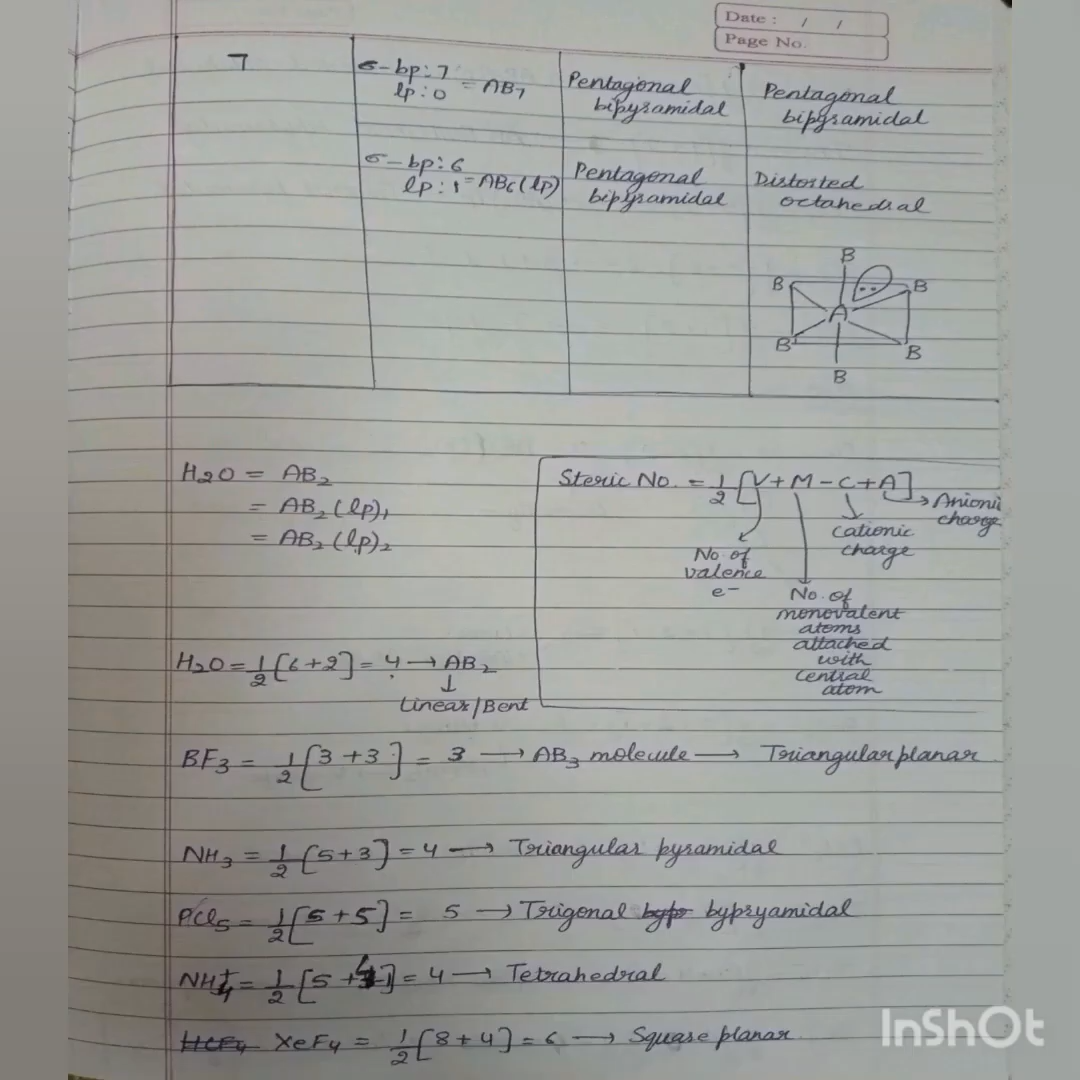 Date : / /
Page No.
7
σ-bp: 7
lp: 0 = AB7
Pentagonal
bipyramidal
Pentagonal
bipyramidal
σ-bp: 6
lp: 1 = AB6(lp)
Pentagonal
bipyramidal
Distorted
octahedral
B
B B
A
B B
B
H2O = AB2
= AB2(lp)1
= AB2(lp)2
Steric No. = 1/2 [V+M-C+A]
Anionic
charge
Cationic
charge
No. of
valence
e-
No. of
monovalent
atoms
attached
with
central
atom
H2O = 1/2 [6+2] = 4 → AB2
↓
Linear/Bent
BF3 = 1/2 [3+3] = 3 → AB3 molecule → Triangular planar
NH3 = 1/2 [5+3] = 4 → Triangular pyramidal
PCl5 = 1/2 [5+5] = 5 → Trigonal bypryamidal
NH4+ = 1/2 [5+4-1] = 4 → Tetrahedral
XeF4 = 1/2 [8+4] = 6 → Square planar.
InShOt